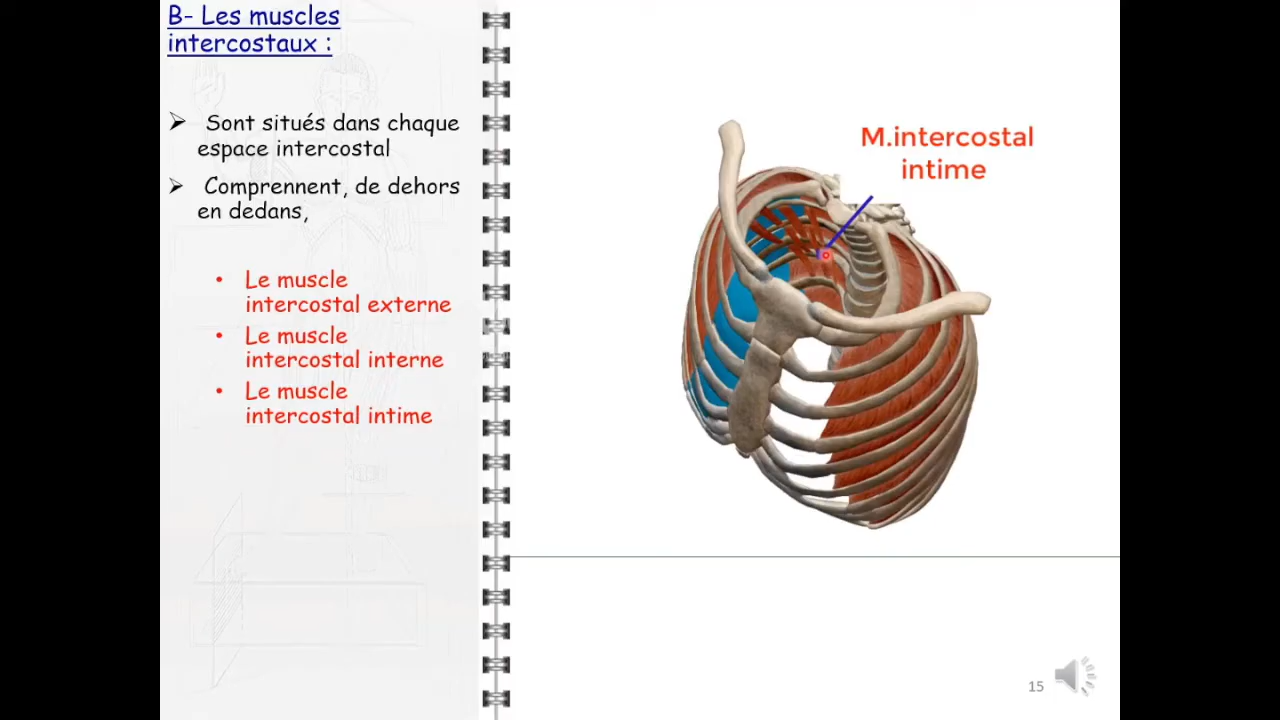 B- Les muscles
intercostaux :
➢ Sont situés dans chaque
espace intercostal
➢ Comprennent, de dehors
en dedans,
• Le muscle
intercostal externe
• Le muscle
intercostal interne
• Le muscle
intercostal intime
M.intercostal
intime
15